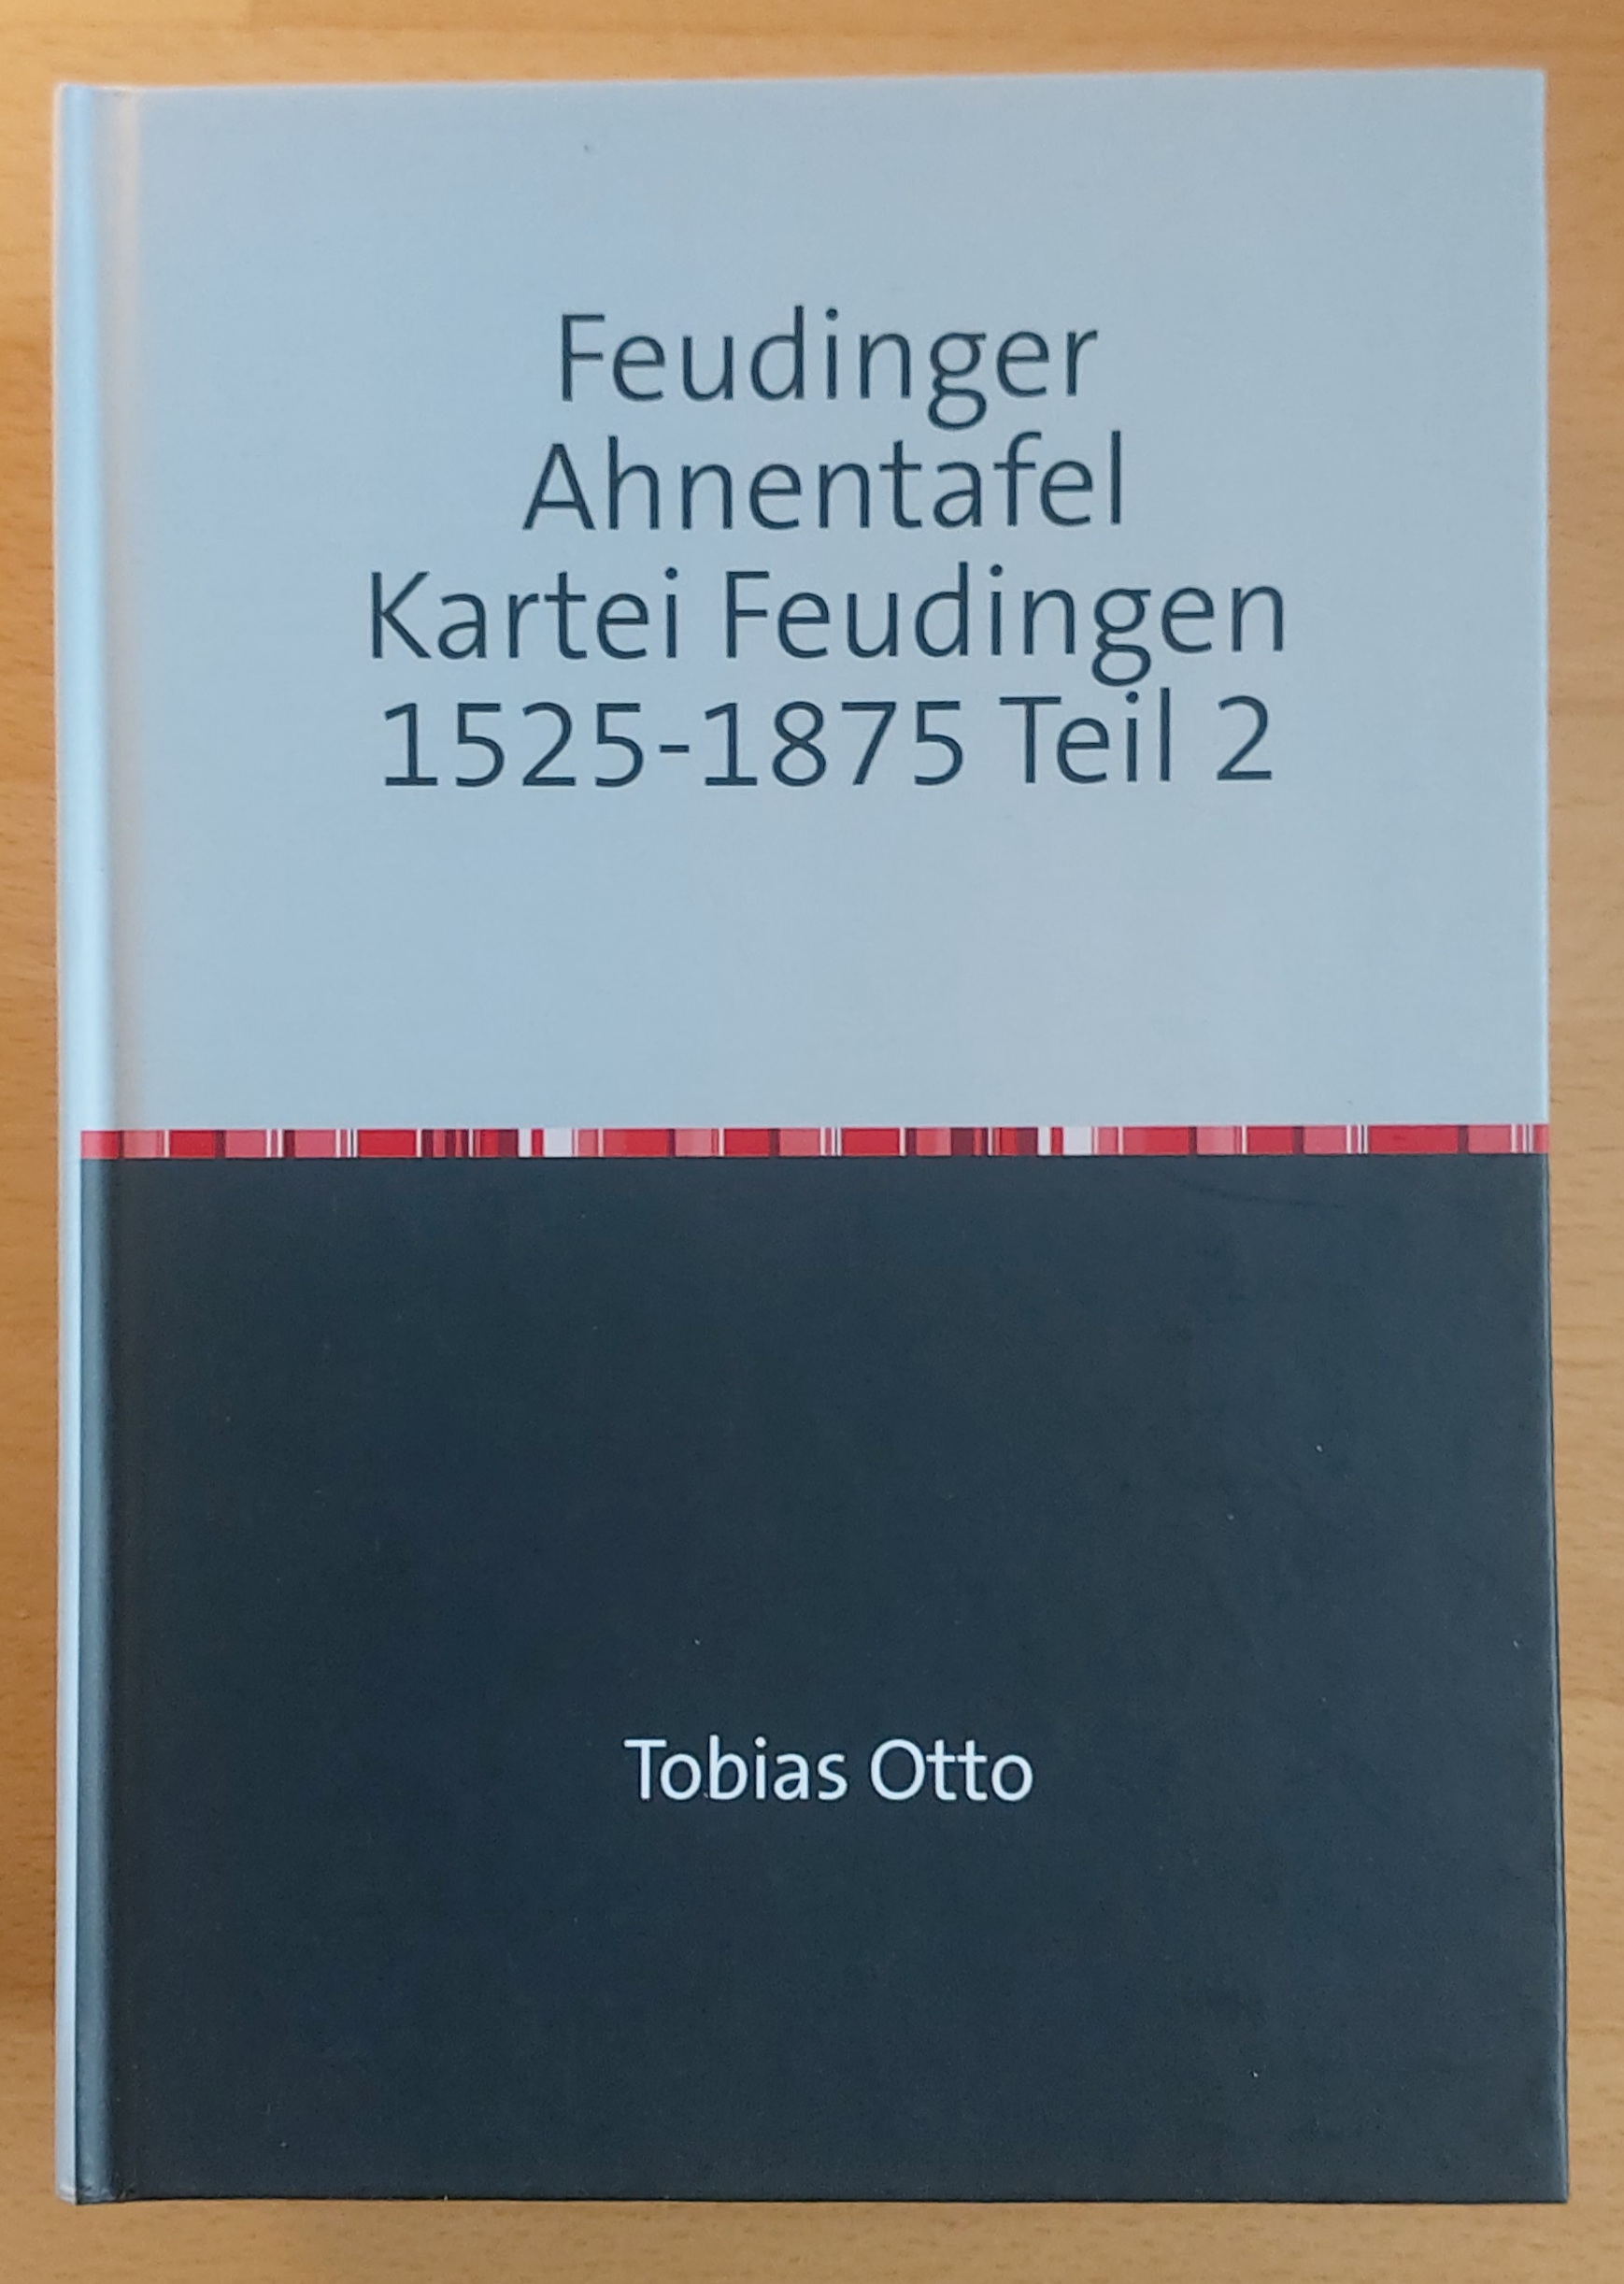 Feudinger
Ahnentafel
Kartei Feudingen
1525-1875 Teil 2
Tobias Otto